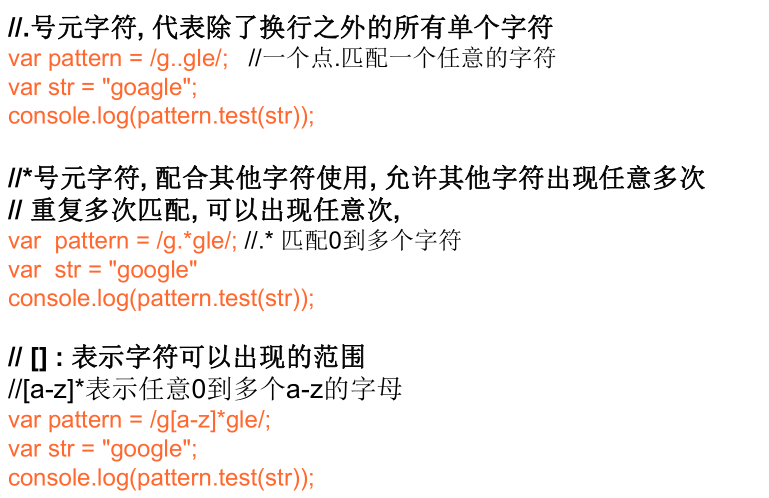 //.号元字符, 代表除了换行之外的所有单个字符
var pattern = /g..gle/;   //一个点.匹配一个任意的字符
var str = "goagle";
console.log(pattern.test(str));
//*号元字符, 配合其他字符使用, 允许其他字符出现任意多次
// 重复多次匹配, 可以出现任意次,
var  pattern = /g.*gle/; //.* 匹配0到多个字符
var  str = "google"
console.log(pattern.test(str));
// [] : 表示字符可以出现的范围
//[a-z]*表示任意0到多个a-z的字母
var pattern = /g[a-z]*gle/;
var str = "google";
console.log(pattern.test(str));